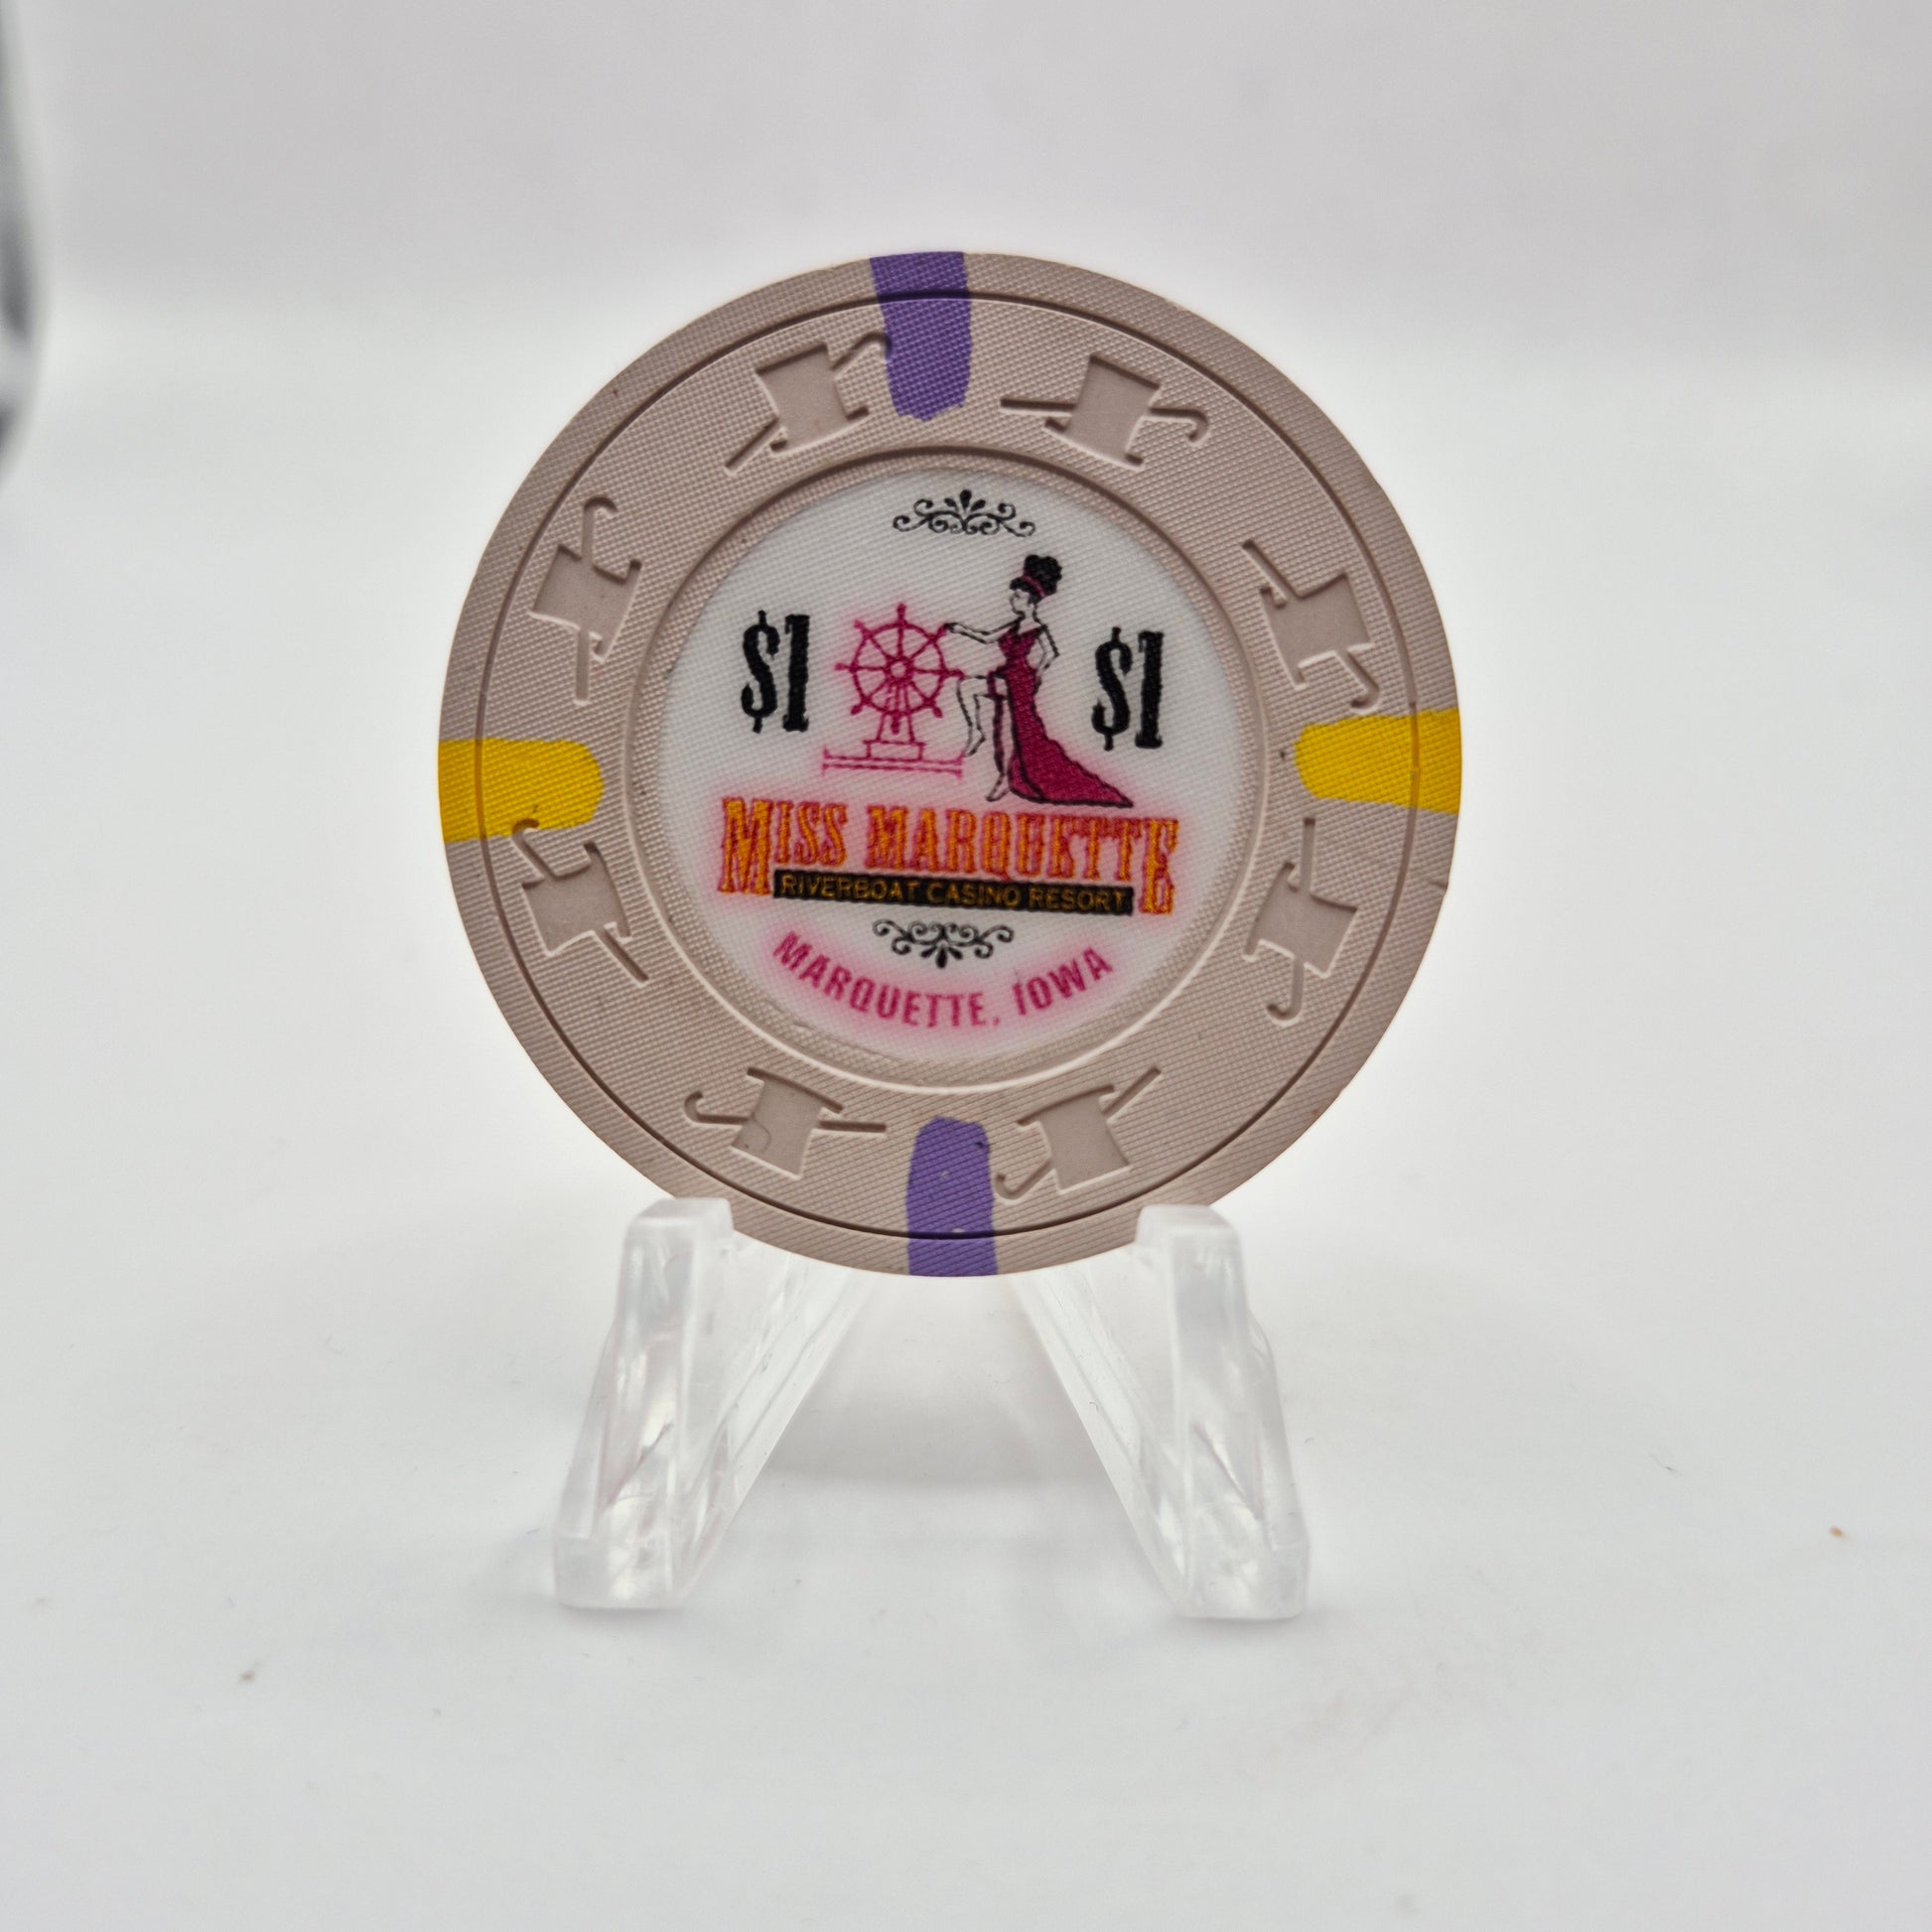 $1 $1
MISS MARQUETTE
RIVERBOAT CASINO RESORT
MARQUETTE, IOWA